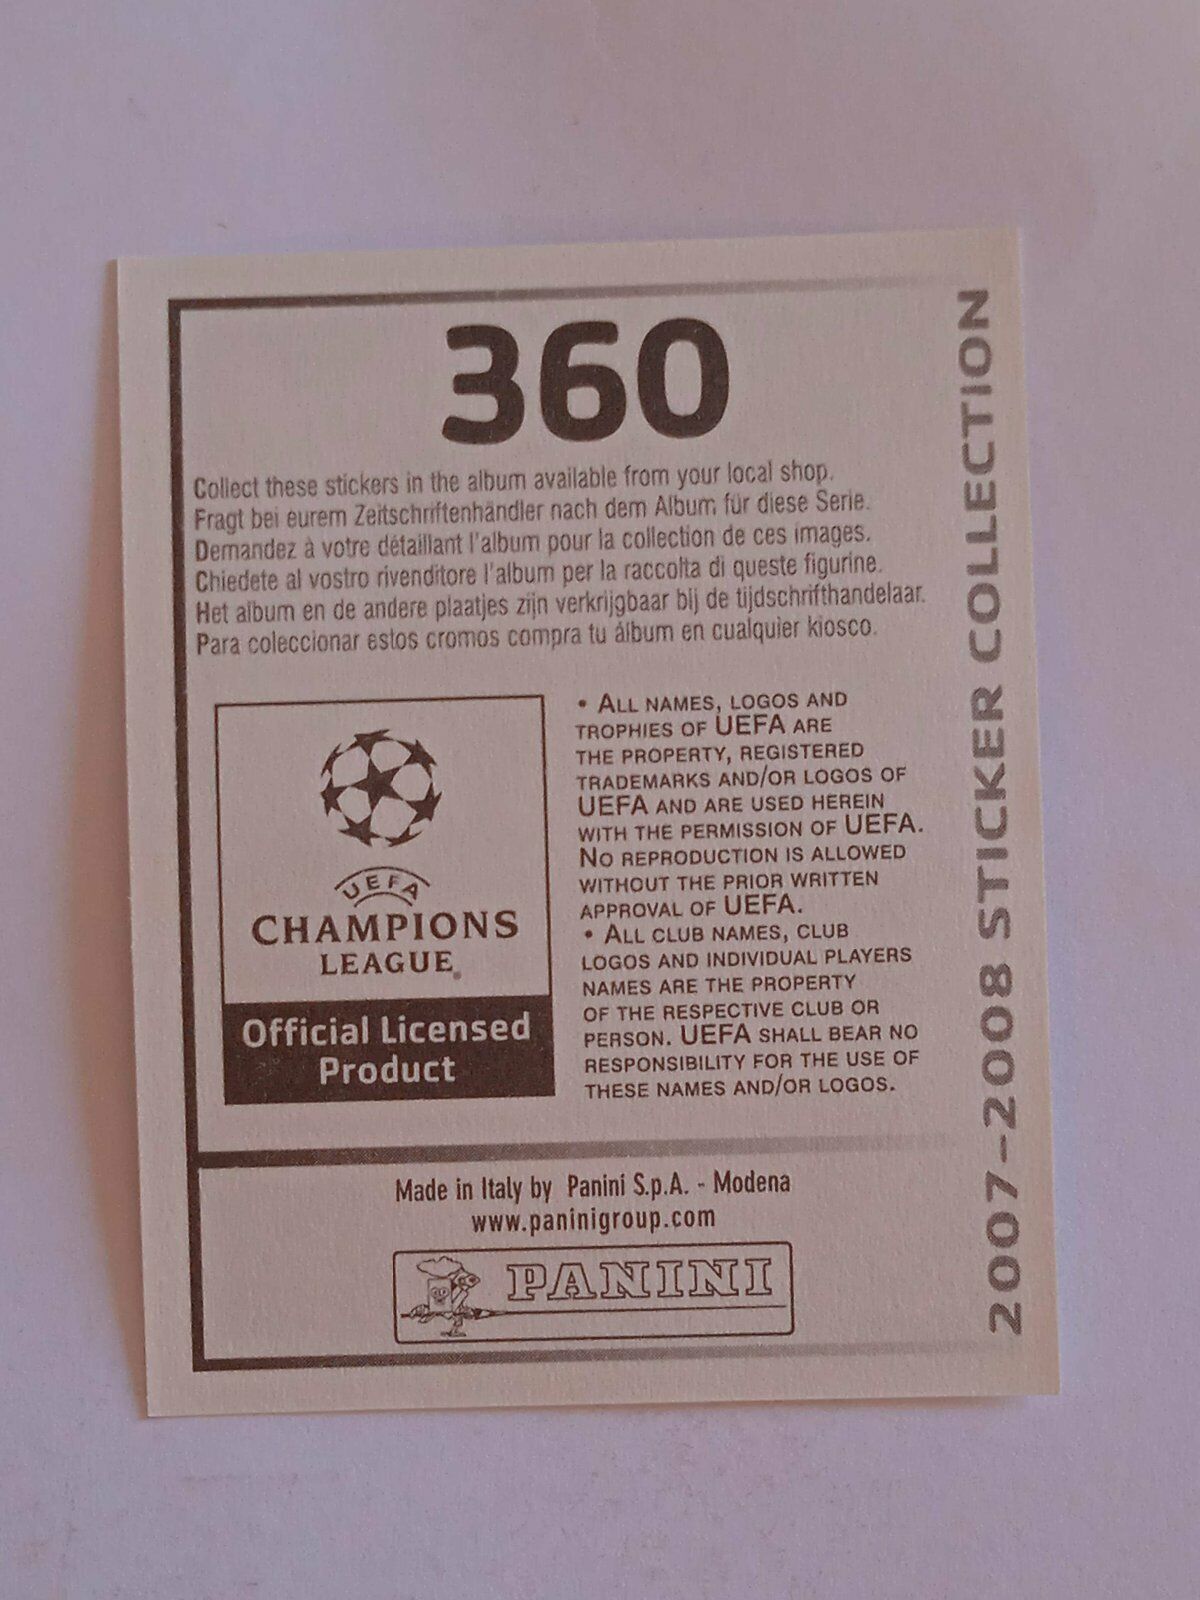 360
Collect these stickers in the album available from your local shop.
Fragt bei eurem Zeitschriftenhändler nach dem Album für diese Serie.
Demandez à votre détaillant l'album pour la collection de ces images.
Chiedete al vostro rivenditore l'album per la raccolta di queste figurine.
Het album en de andere plaatjes zijn verkrijgbaar bij de tijdschrifthandelaar.
Para coleccionar estos cromos compra tu álbum en cualquier kiosco.
UEFA
CHAMPIONS
LEAGUE®
Official Licensed
Product
• ALL NAMES, LOGOS AND
TROPHIES OF UEFA ARE
THE PROPERTY, REGISTERED
TRADEMARKS AND/OR LOGOS OF
UEFA AND ARE USED HEREIN
WITH THE PERMISSION OF UEFA.
NO REPRODUCTION IS ALLOWED
WITHOUT THE PRIOR WRITTEN
APPROVAL OF UEFA.
• ALL CLUB NAMES, CLUB
LOGOS AND INDIVIDUAL PLAYERS
NAMES ARE THE PROPERTY
OF THE RESPECTIVE CLUB OR
PERSON. UEFA SHALL BEAR NO
RESPONSIBILITY FOR THE USE OF
THESE NAMES AND/OR LOGOS.
Made in Italy by Panini S.p.A. - Modena
www.paninigroup.com
PANINI
2007-2008 STICKER COLLECTION